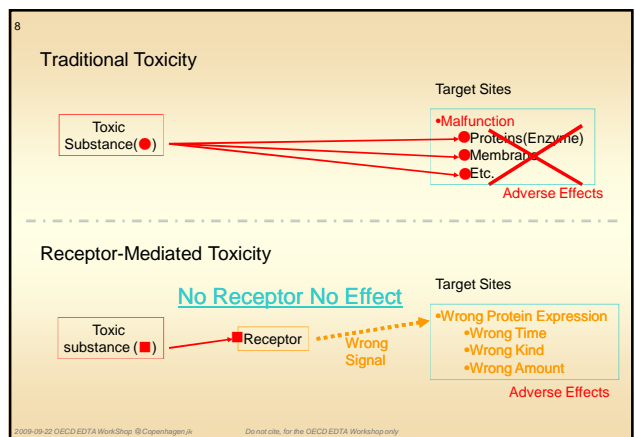 8
Traditional Toxicity
Target Sites
Toxic
Substance(●)
•Malfunction
●Proteins(Enzyme)
●Membrane
●Etc.
Adverse Effects
Receptor-Mediated Toxicity
No Receptor No Effect
Target Sites
Toxic
substance (■)
■Receptor
Wrong
Signal
•Wrong Protein Expression
•Wrong Time
•Wrong Kind
•Wrong Amount
Adverse Effects
2009-09-22 OECD EDTA WorkShop @Copenhagen jk
Do not cite, for the OECD EDTA Workshop only